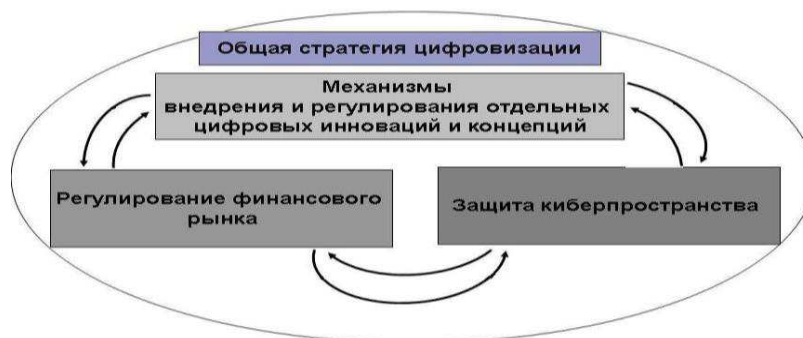 Общая стратегия цифровизации
Механизмы
внедрения и регулирования отдельных
цифровых инноваций и концепций
Регулирование финансового
рынка
Защита киберпространства